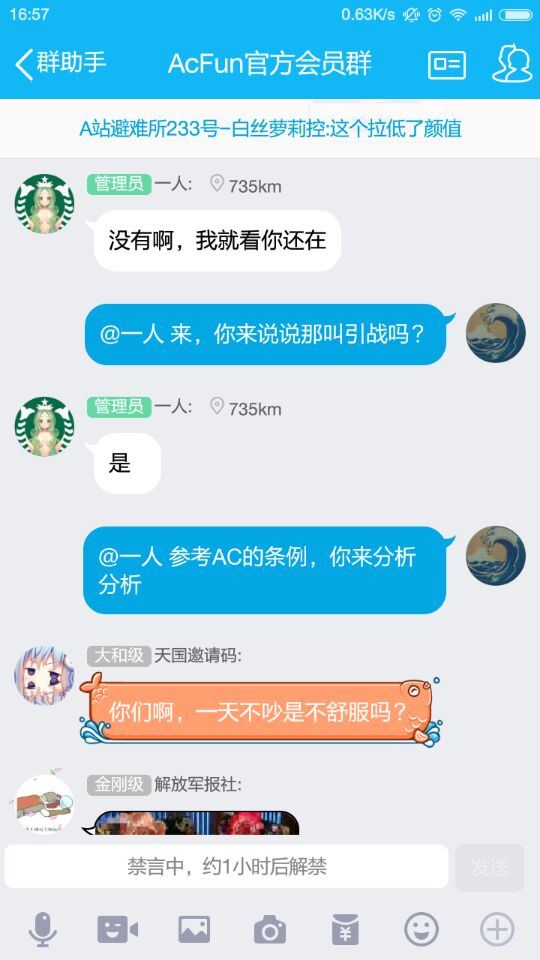 16:57
0.63K/s
群助手
AcFun官方会员群
A站避难所233号-白丝萝莉控:这个拉低了颜值
管理员 一人: 735km
没有啊，我就看你还在
@一人 来，你来说说那叫引战吗？
管理员 一人: 735km
是
@一人 参考AC的条例，你来分析
分析
大和级 天国邀请码:
你们啊，一天不吵是不舒服吗？
金刚级 解放军报社:
禁言中，约1小时后解禁
发送